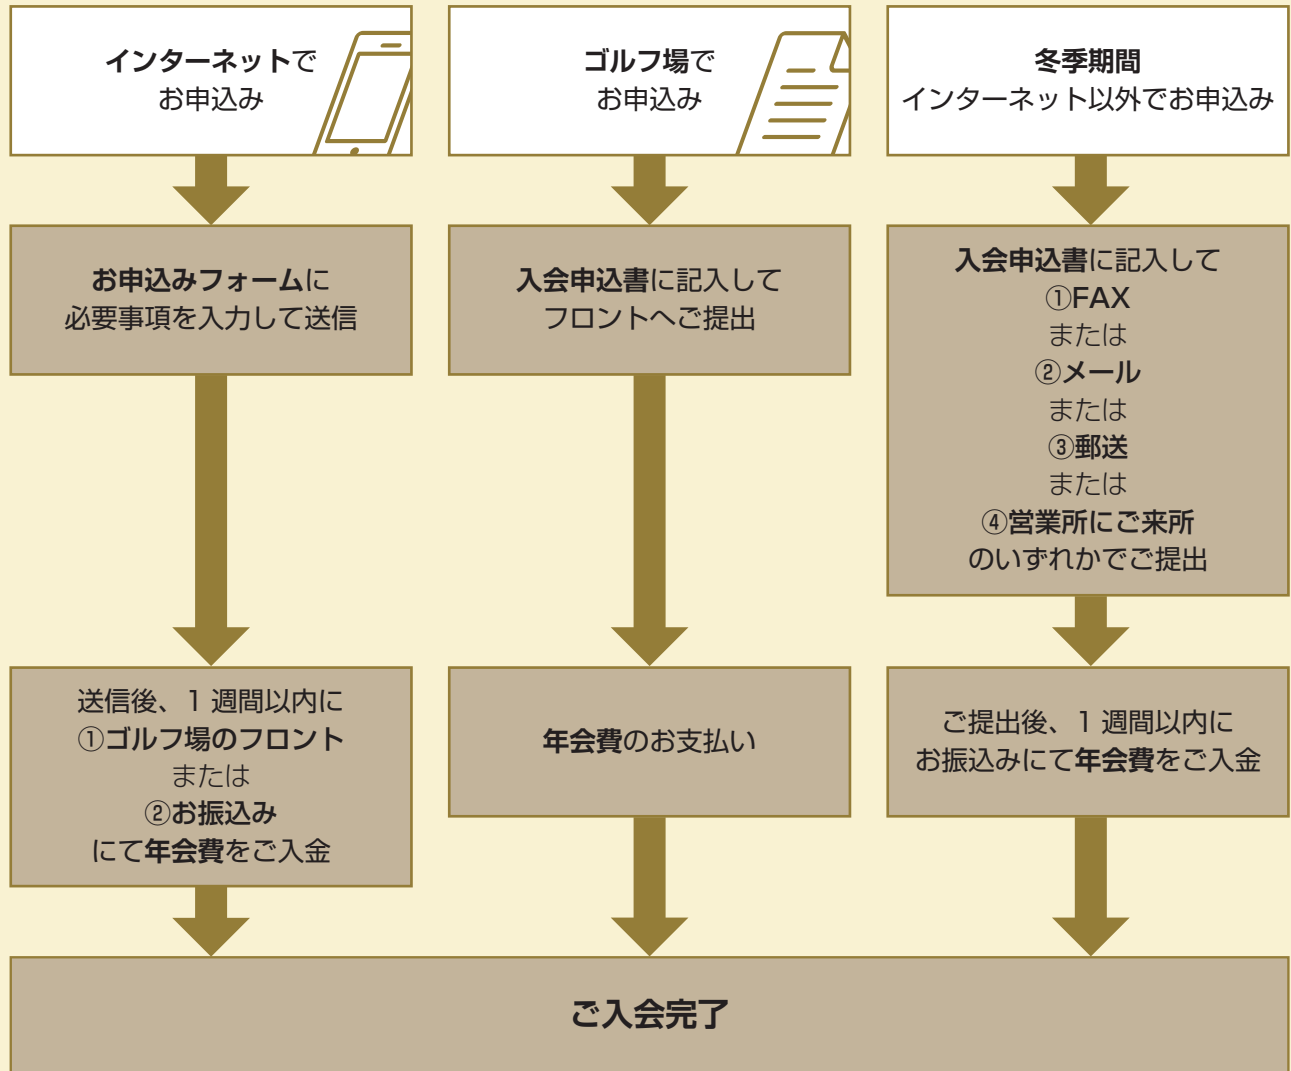 インターネットで
お申込み
お申込みフォームに
必要事項を入力して送信
送信後、1 週間以内に
①ゴルフ場のフロント
または
②お振込み
にて年会費をご入金
ゴルフ場で
お申込み
入会申込書に記入して
フロントへご提出
年会費のお支払い
冬季期間
インターネット以外でお申込み
入会申込書に記入して
①FAX
または
②メール
または
③郵送
または
④営業所にご来所
のいずれかでご提出
ご提出後、1 週間以内に
お振込みにて年会費をご入金
ご入会完了